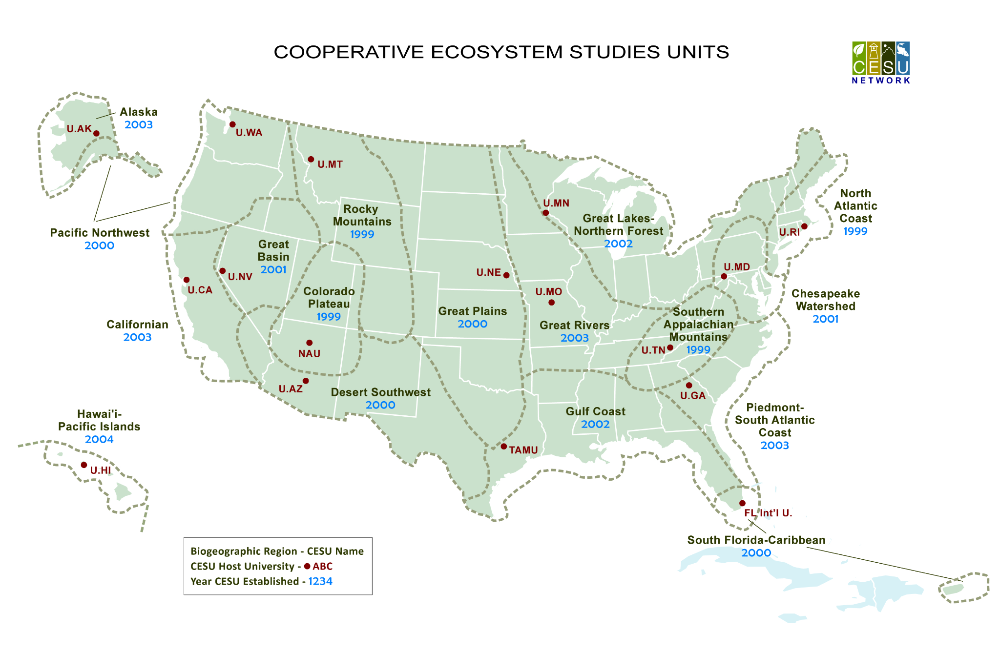 COOPERATIVE ECOSYSTEM STUDIES UNITS
CESU
NETWORK
Alaska
2003
U.AK
Pacific Northwest
2000
U.WA
U.MT
Rocky
Mountains
1999
Great
Basin
2001
U.NV
U.CA
Californian
2003
Colorado
Plateau
1999
NAU
U.AZ
Desert Southwest
2000
U.NE
Great Plains
2000
U.MN
Great Lakes-
Northern Forest
2002
U.MO
Great Rivers
2003
North
Atlantic
Coast
1999
U.RI
U.MD
Chesapeake
Watershed
2001
Southern
Appalachian
Mountains
1999
U.TN
U.GA
Gulf Coast
2002
TAMU
Piedmont-
South Atlantic
Coast
2003
FL Int'l U.
South Florida-Caribbean
2000
Hawai'i-
Pacific Islands
2004
U.HI
Biogeographic Region - CESU Name
CESU Host University - ABC
Year CESU Established - 1234